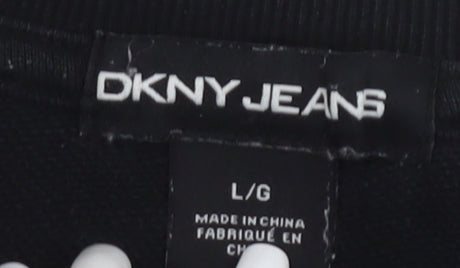 DKNY JEANS
L/G
MADE IN CHINA
FABRIQUÉ EN